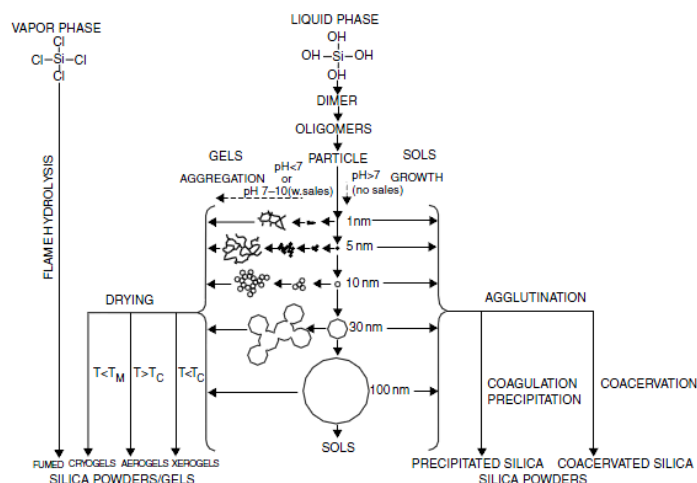 VAPOR PHASE
Cl
Cl–Si–Cl
Cl
FLAME HYDROLYSIS
LIQUID PHASE
OH
OH–Si–OH
OH
DIMER
OLIGOMERS
PARTICLE
GELS
AGGREGATION
pH<7
or
pH 7–10(w.sales)
SOLS
GROWTH
pH>7
(no sales)
1nm
5 nm
10 nm
30 nm
100 nm
SOLS
DRYING
T<TM
T>TC
T<TC
FUMED CRYOGELS AEROGELS XEROGELS
SILICA POWDERS/GELS
AGGLUTINATION
COAGULATION
PRECIPITATION
COACERVATION
PRECIPITATED SILICA COACERVATED SILICA
SILICA POWDERS